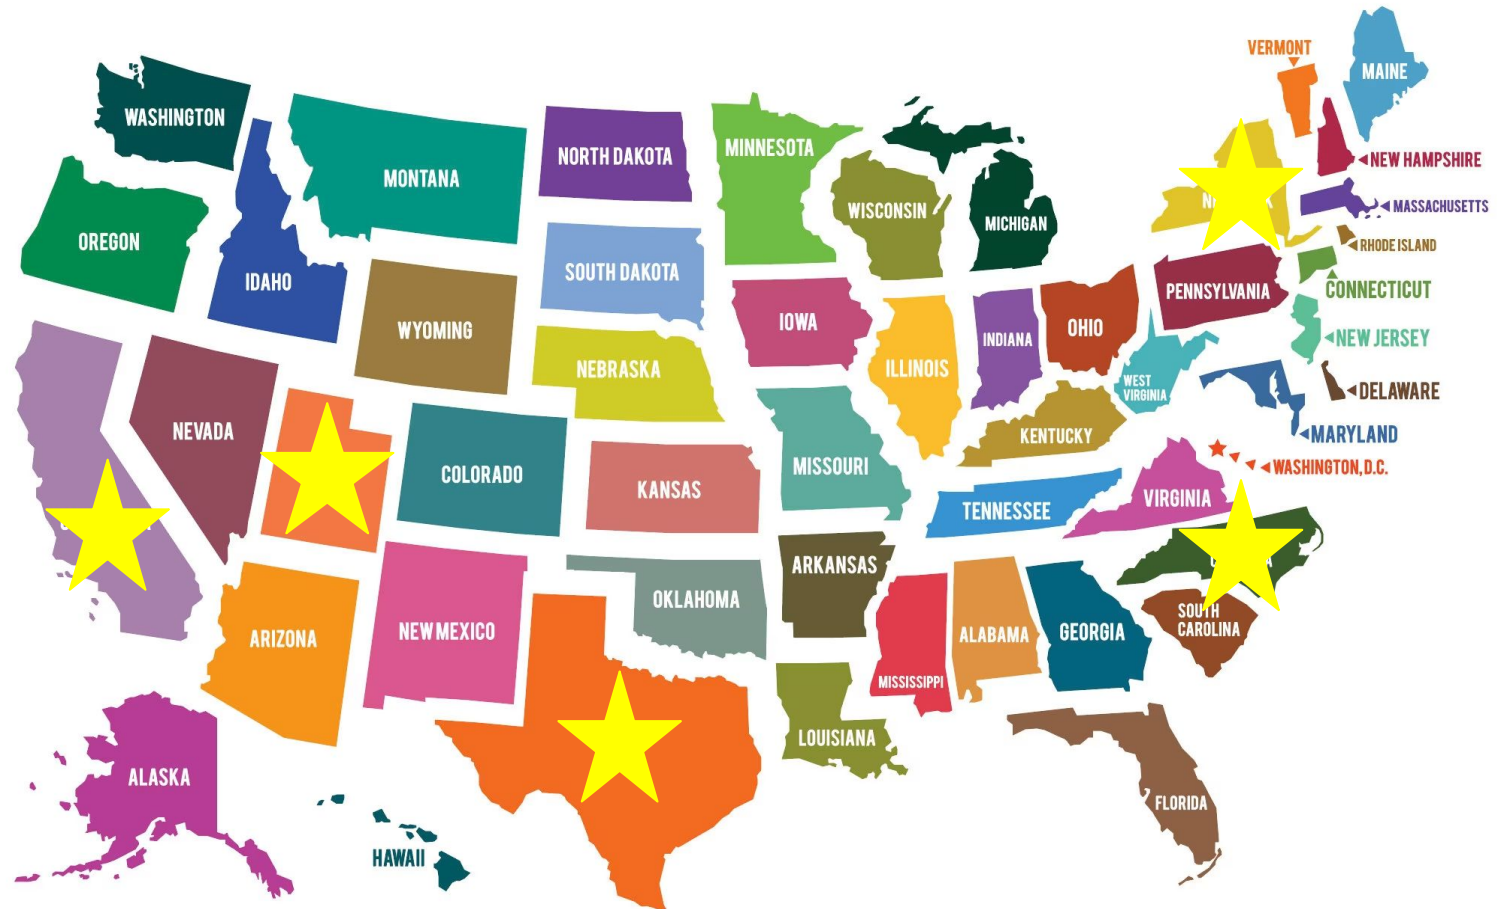 VERMONT
MAINE
WASHINGTON
NEW HAMPSHIRE
MINNESOTA
NORTH DAKOTA
MONTANA
MASSACHUSETTS
WISCONSIN
MICHIGAN
OREGON
RHODE ISLAND
SOUTH DAKOTA
IDAHO
CONNECTICUT
PENNSYLVANIA
WYOMING
IOWA
OHIO
INDIANA
NEW JERSEY
NEBRASKA
ILLINOIS
WEST
VIRGINIA
DELAWARE
NEVADA
KENTUCKY
MARYLAND
COLORADO
KANSAS
MISSOURI
WASHINGTON, D.C.
TENNESSEE
VIRGINIA
ARKANSAS
OKLAHOMA
SOUTH
CAROLINA
ARIZONA
NEW MEXICO
ALABAMA
GEORGIA
MISSISSIPPI
LOUISIANA
ALASKA
FLORIDA
HAWAII